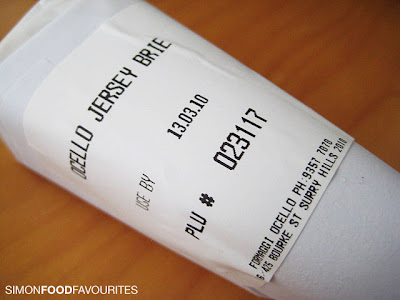 OCELLO JERSEY BRIE
USE BY 13.03.10
PLU # 023117
FORMAGGI OCELLO PH:9357 7878
425 BOURKE ST SURRY HILLS 2010
SIMONFOODFAVOURITES